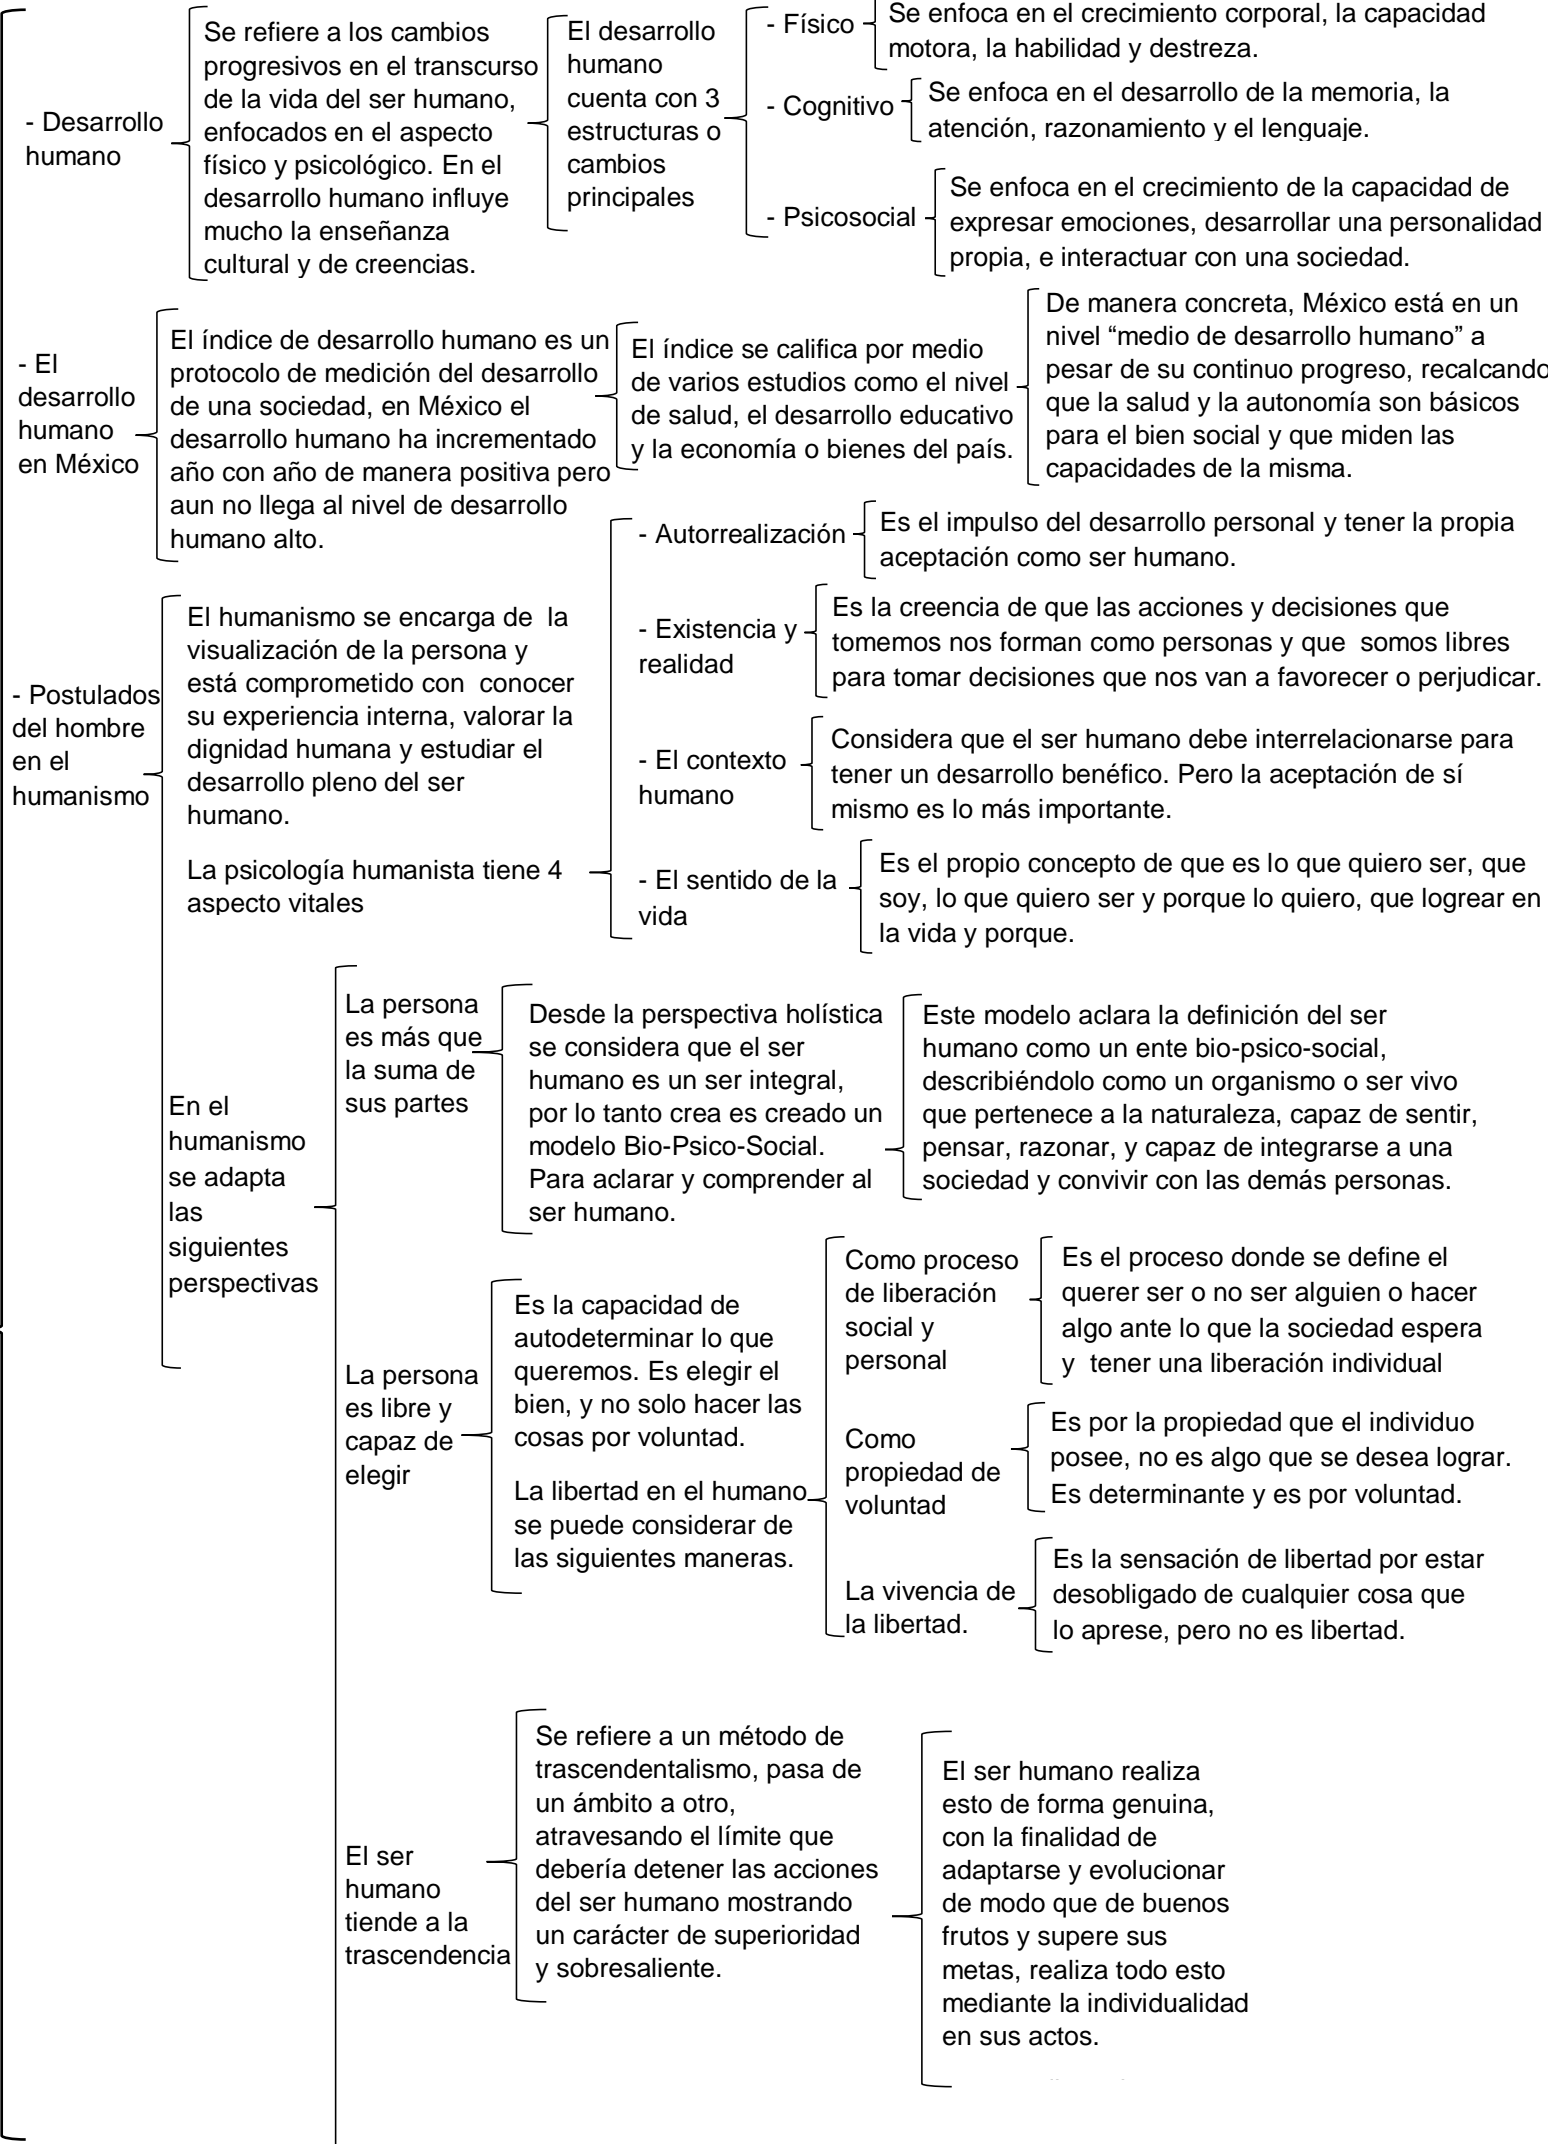 - Desarrollo
humano
Se refiere a los cambios
progresivos en el transcurso
de la vida del ser humano,
enfocados en el aspecto
físico y psicológico. En el
desarrollo humano influye
mucho la enseñanza
cultural y de creencias.
El desarrollo
humano
cuenta con 3
estructuras o
cambios
principales
- Físico
Se enfoca en el crecimiento corporal, la capacidad
motora, la habilidad y destreza.
- Cognitivo
Se enfoca en el desarrollo de la memoria, la
atención, razonamiento y el lenguaje.
- Psicosocial
Se enfoca en el crecimiento de la capacidad de
expresar emociones, desarrollar una personalidad
propia, e interactuar con una sociedad.
- El
desarrollo
humano
en México
El índice de desarrollo humano es un
protocolo de medición del desarrollo
de una sociedad, en México el
desarrollo humano ha incrementado
año con año de manera positiva pero
aun no llega al nivel de desarrollo
humano alto.
El índice se califica por medio
de varios estudios como el nivel
de salud, el desarrollo educativo
y la economía o bienes del país.
De manera concreta, México está en un
nivel “medio de desarrollo humano” a
pesar de su continuo progreso, recalcando
que la salud y la autonomía son básicos
para el bien social y que miden las
capacidades de la misma.
- Postulados
del hombre
en el
humanismo
El humanismo se encarga de  la
visualización de la persona y
está comprometido con  conocer
su experiencia interna, valorar la
dignidad humana y estudiar el
desarrollo pleno del ser
humano.
La psicología humanista tiene 4
aspecto vitales
- Autorrealización
Es el impulso del desarrollo personal y tener la propia
aceptación como ser humano.
- Existencia y
realidad
Es la creencia de que las acciones y decisiones que
tomemos nos forman como personas y que  somos libres
para tomar decisiones que nos van a favorecer o perjudicar.
- El contexto
humano
Considera que el ser humano debe interrelacionarse para
tener un desarrollo benéfico. Pero la aceptación de sí
mismo es lo más importante.
- El sentido de la
vida
Es el propio concepto de que es lo que quiero ser, que
soy, lo que quiero ser y porque lo quiero, que logrear en
la vida y porque.
En el
humanismo
se adapta
las
siguientes
perspectivas
La persona
es más que
la suma de
sus partes
Desde la perspectiva holística
se considera que el ser
humano es un ser integral,
por lo tanto crea es creado un
modelo Bio-Psico-Social.
Para aclarar y comprender al
ser humano.
Este modelo aclara la definición del ser
humano como un ente bio-psico-social,
describiéndolo como un organismo o ser vivo
que pertenece a la naturaleza, capaz de sentir,
pensar, razonar, y capaz de integrarse a una
sociedad y convivir con las demás personas.
La persona
es libre y
capaz de
elegir
Es la capacidad de
autodeterminar lo que
queremos. Es elegir el
bien, y no solo hacer las
cosas por voluntad.
La libertad en el humano
se puede considerar de
las siguientes maneras.
Como proceso
de liberación
social y
personal
Es el proceso donde se define el
querer ser o no ser alguien o hacer
algo ante lo que la sociedad espera
y  tener una liberación individual
Como
propiedad de
voluntad
Es por la propiedad que el individuo
posee, no es algo que se desea lograr.
Es determinante y es por voluntad.
La vivencia de
la libertad.
Es la sensación de libertad por estar
desobligado de cualquier cosa que
lo aprese, pero no es libertad.
El ser
humano
tiende a la
trascendencia
Se refiere a un método de
trascendentalismo, pasa de
un ámbito a otro,
atravesando el límite que
debería detener las acciones
del ser humano mostrando
un carácter de superioridad
y sobresaliente.
El ser humano realiza
esto de forma genuina,
con la finalidad de
adaptarse y evolucionar
de modo que de buenos
frutos y supere sus
metas, realiza todo esto
mediante la individualidad
en sus actos.